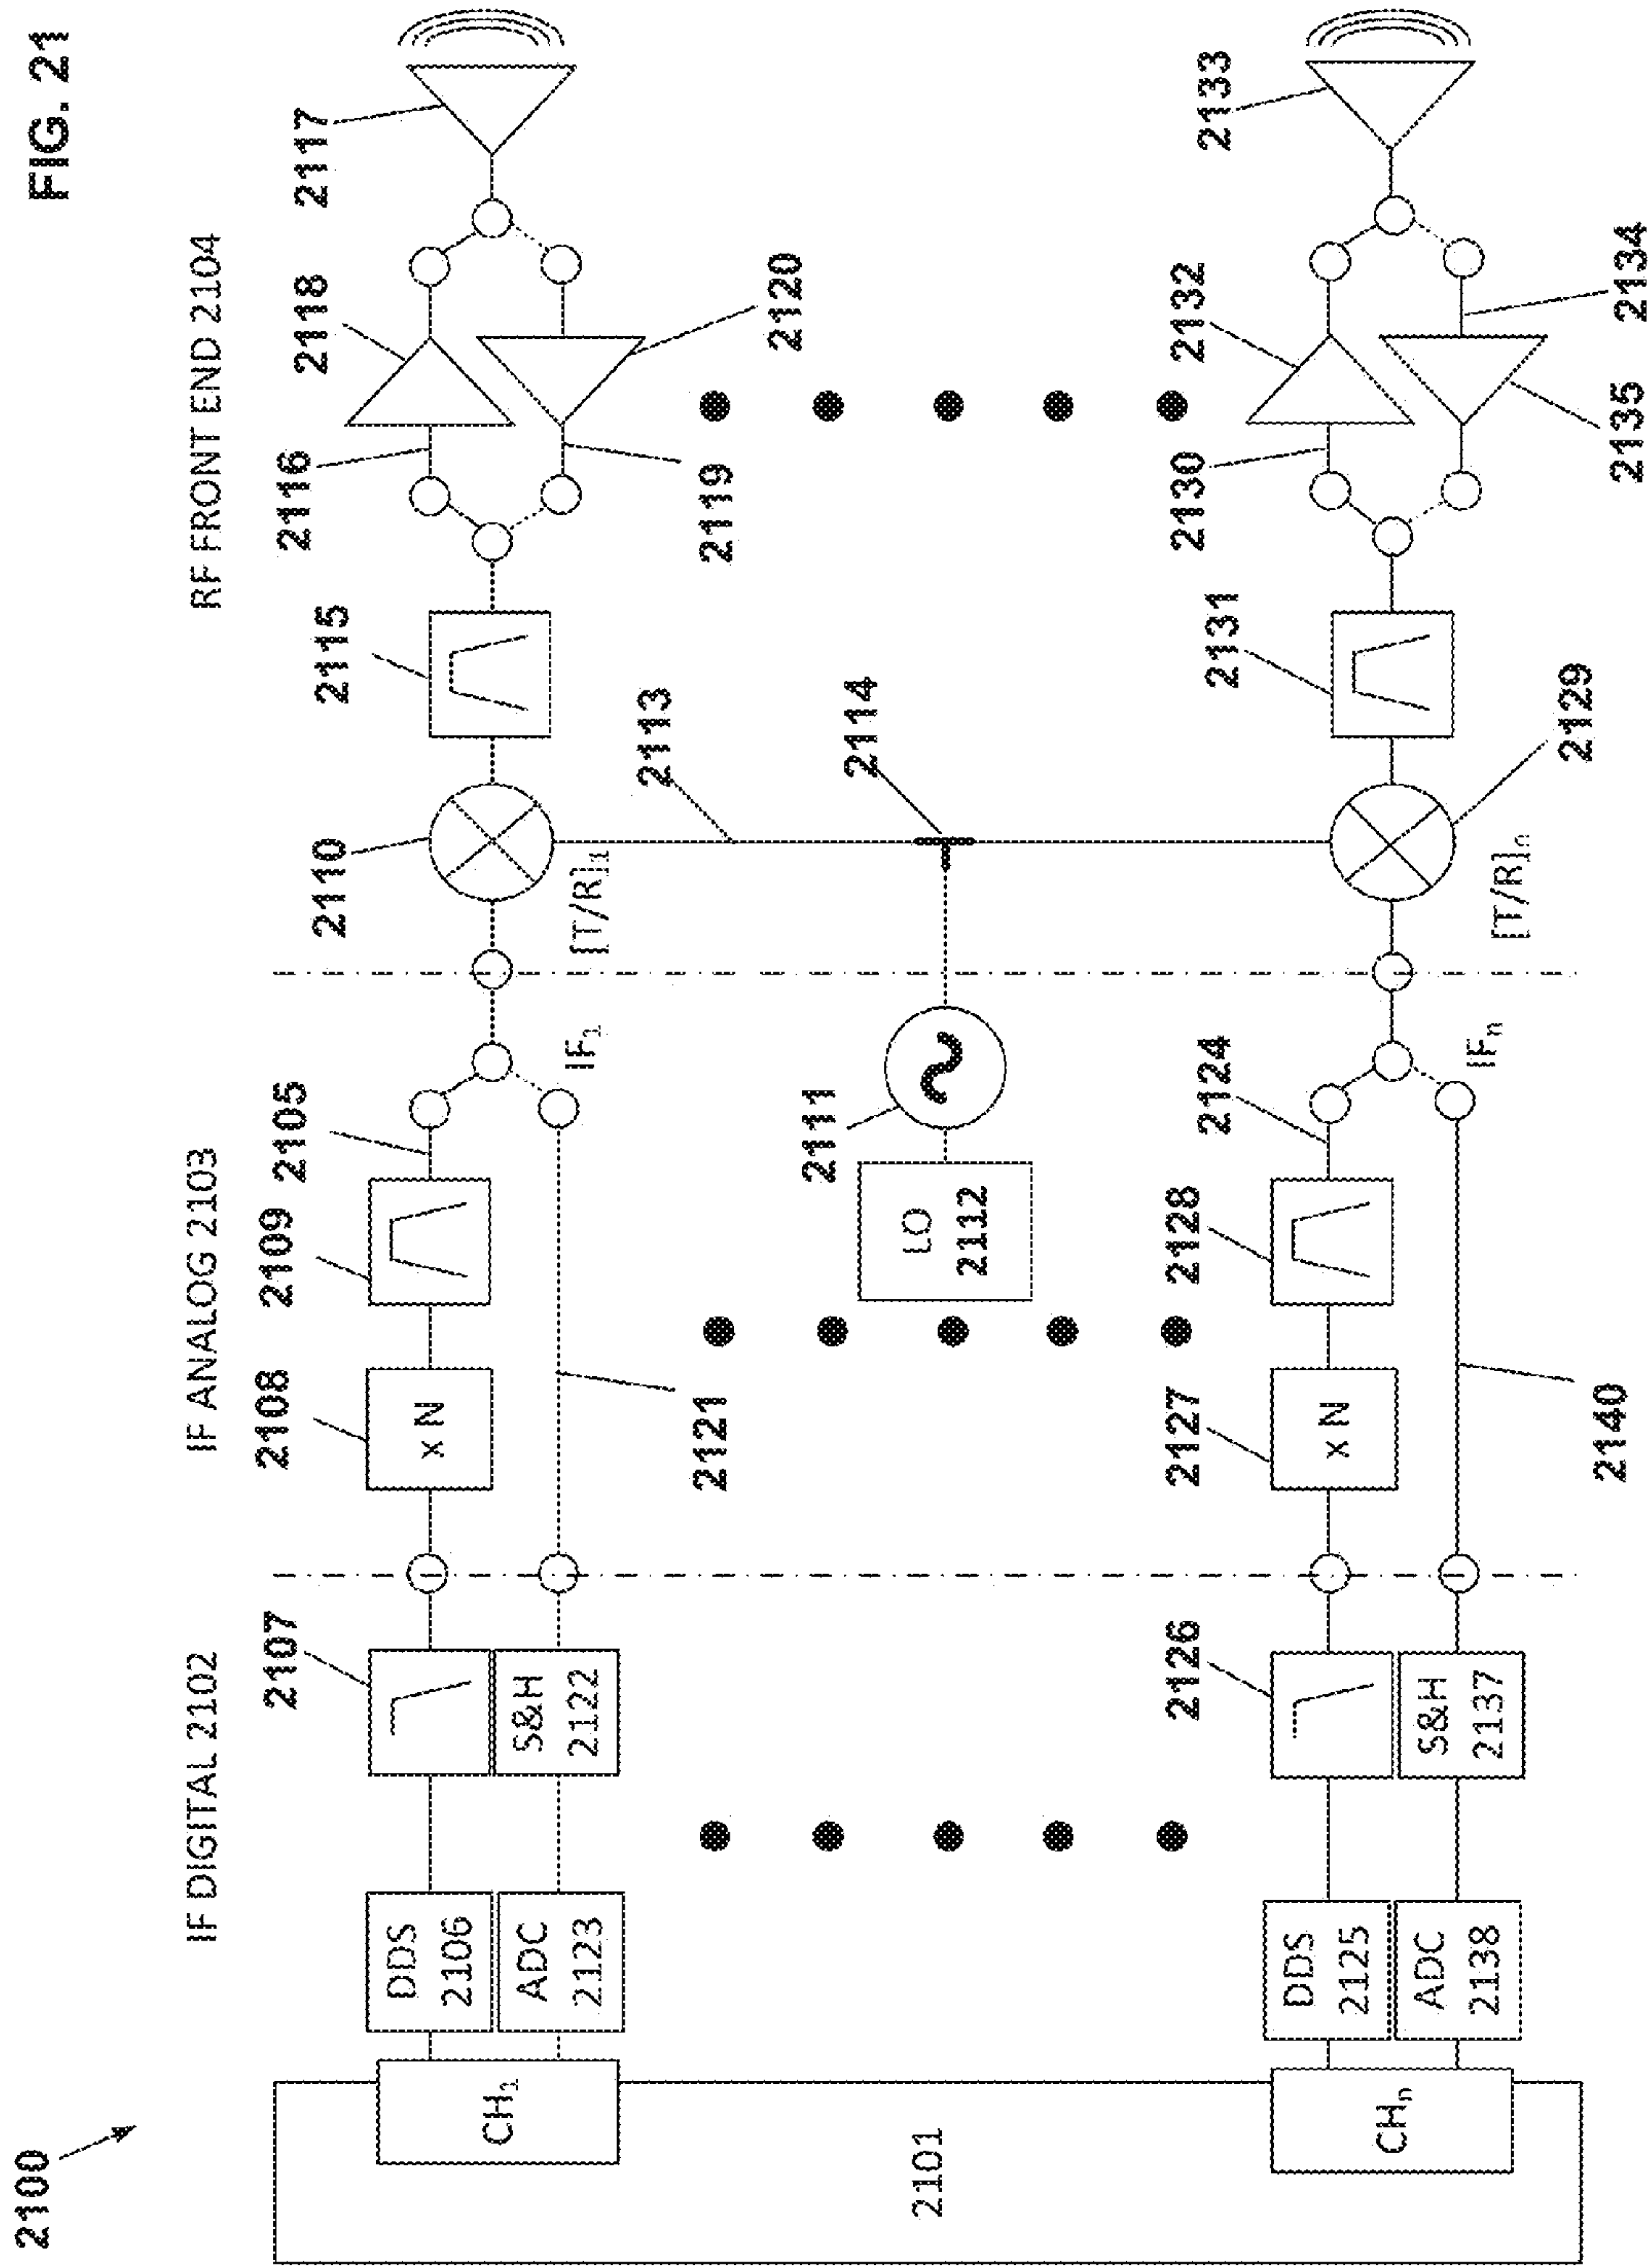 FIG. 21
2100
IF DIGITAL 2102
IF ANALOG 2103
RF FRONT END 2104
2107
2108
2109
2105
2110
2115
2116
2118
2117
DDS
2106
CH1
ADC
2123
S&H
2122
2121
IF1
[T/R]1
2119
2120
2113
2101
LO
2112
2111
2114
2126
2127
2128
2124
2131
2130
2132
2133
DDS
2125
CHn
ADC
2138
S&H
2137
x N
x N
2140
IFn
[T/R]n
2129
2135
2134